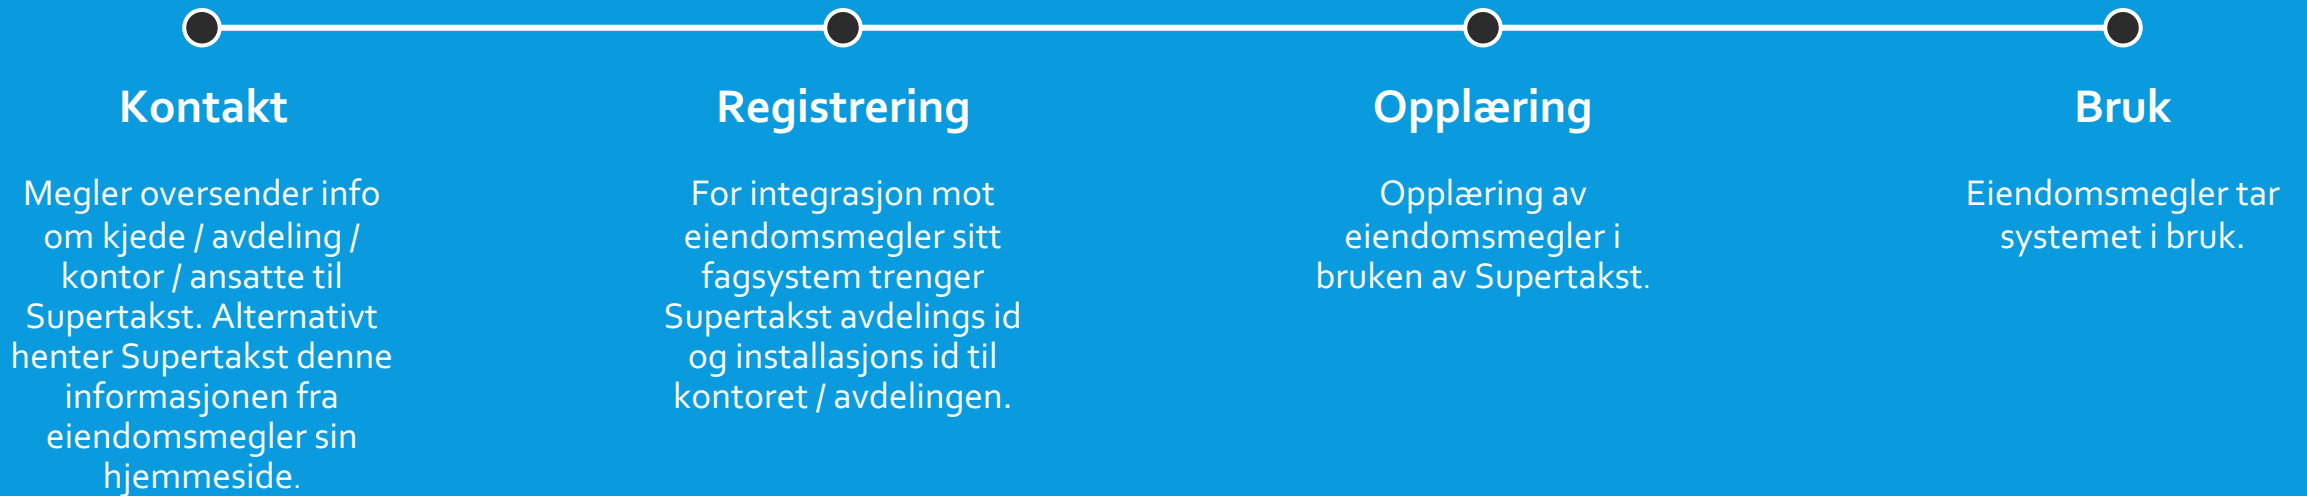 Kontakt
Megler oversender info
om kjede / avdeling /
kontor / ansatte til
Supertakst. Alternativt
henter Supertakst denne
informasjonen fra
eiendomsmegler sin
hjemmeside.
Registrering
For integrasjon mot
eiendomsmegler sitt
fagsystem trenger
Supertakst avdelings id
og installasjons id til
kontoret / avdelingen.
Opplæring
Opplæring av
eiendomsmegler i
bruken av Supertakst.
Bruk
Eiendomsmegler tar
systemet i bruk.